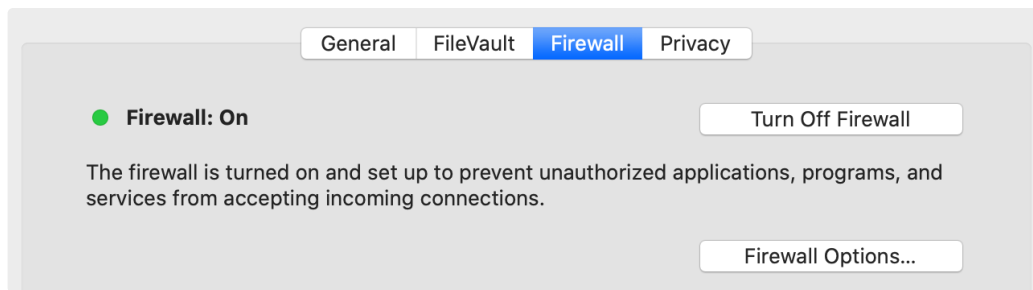 General FileVault Firewall Privacy
Firewall: On Turn Off Firewall
The firewall is turned on and set up to prevent unauthorized applications, programs, and
services from accepting incoming connections.
Firewall Options...